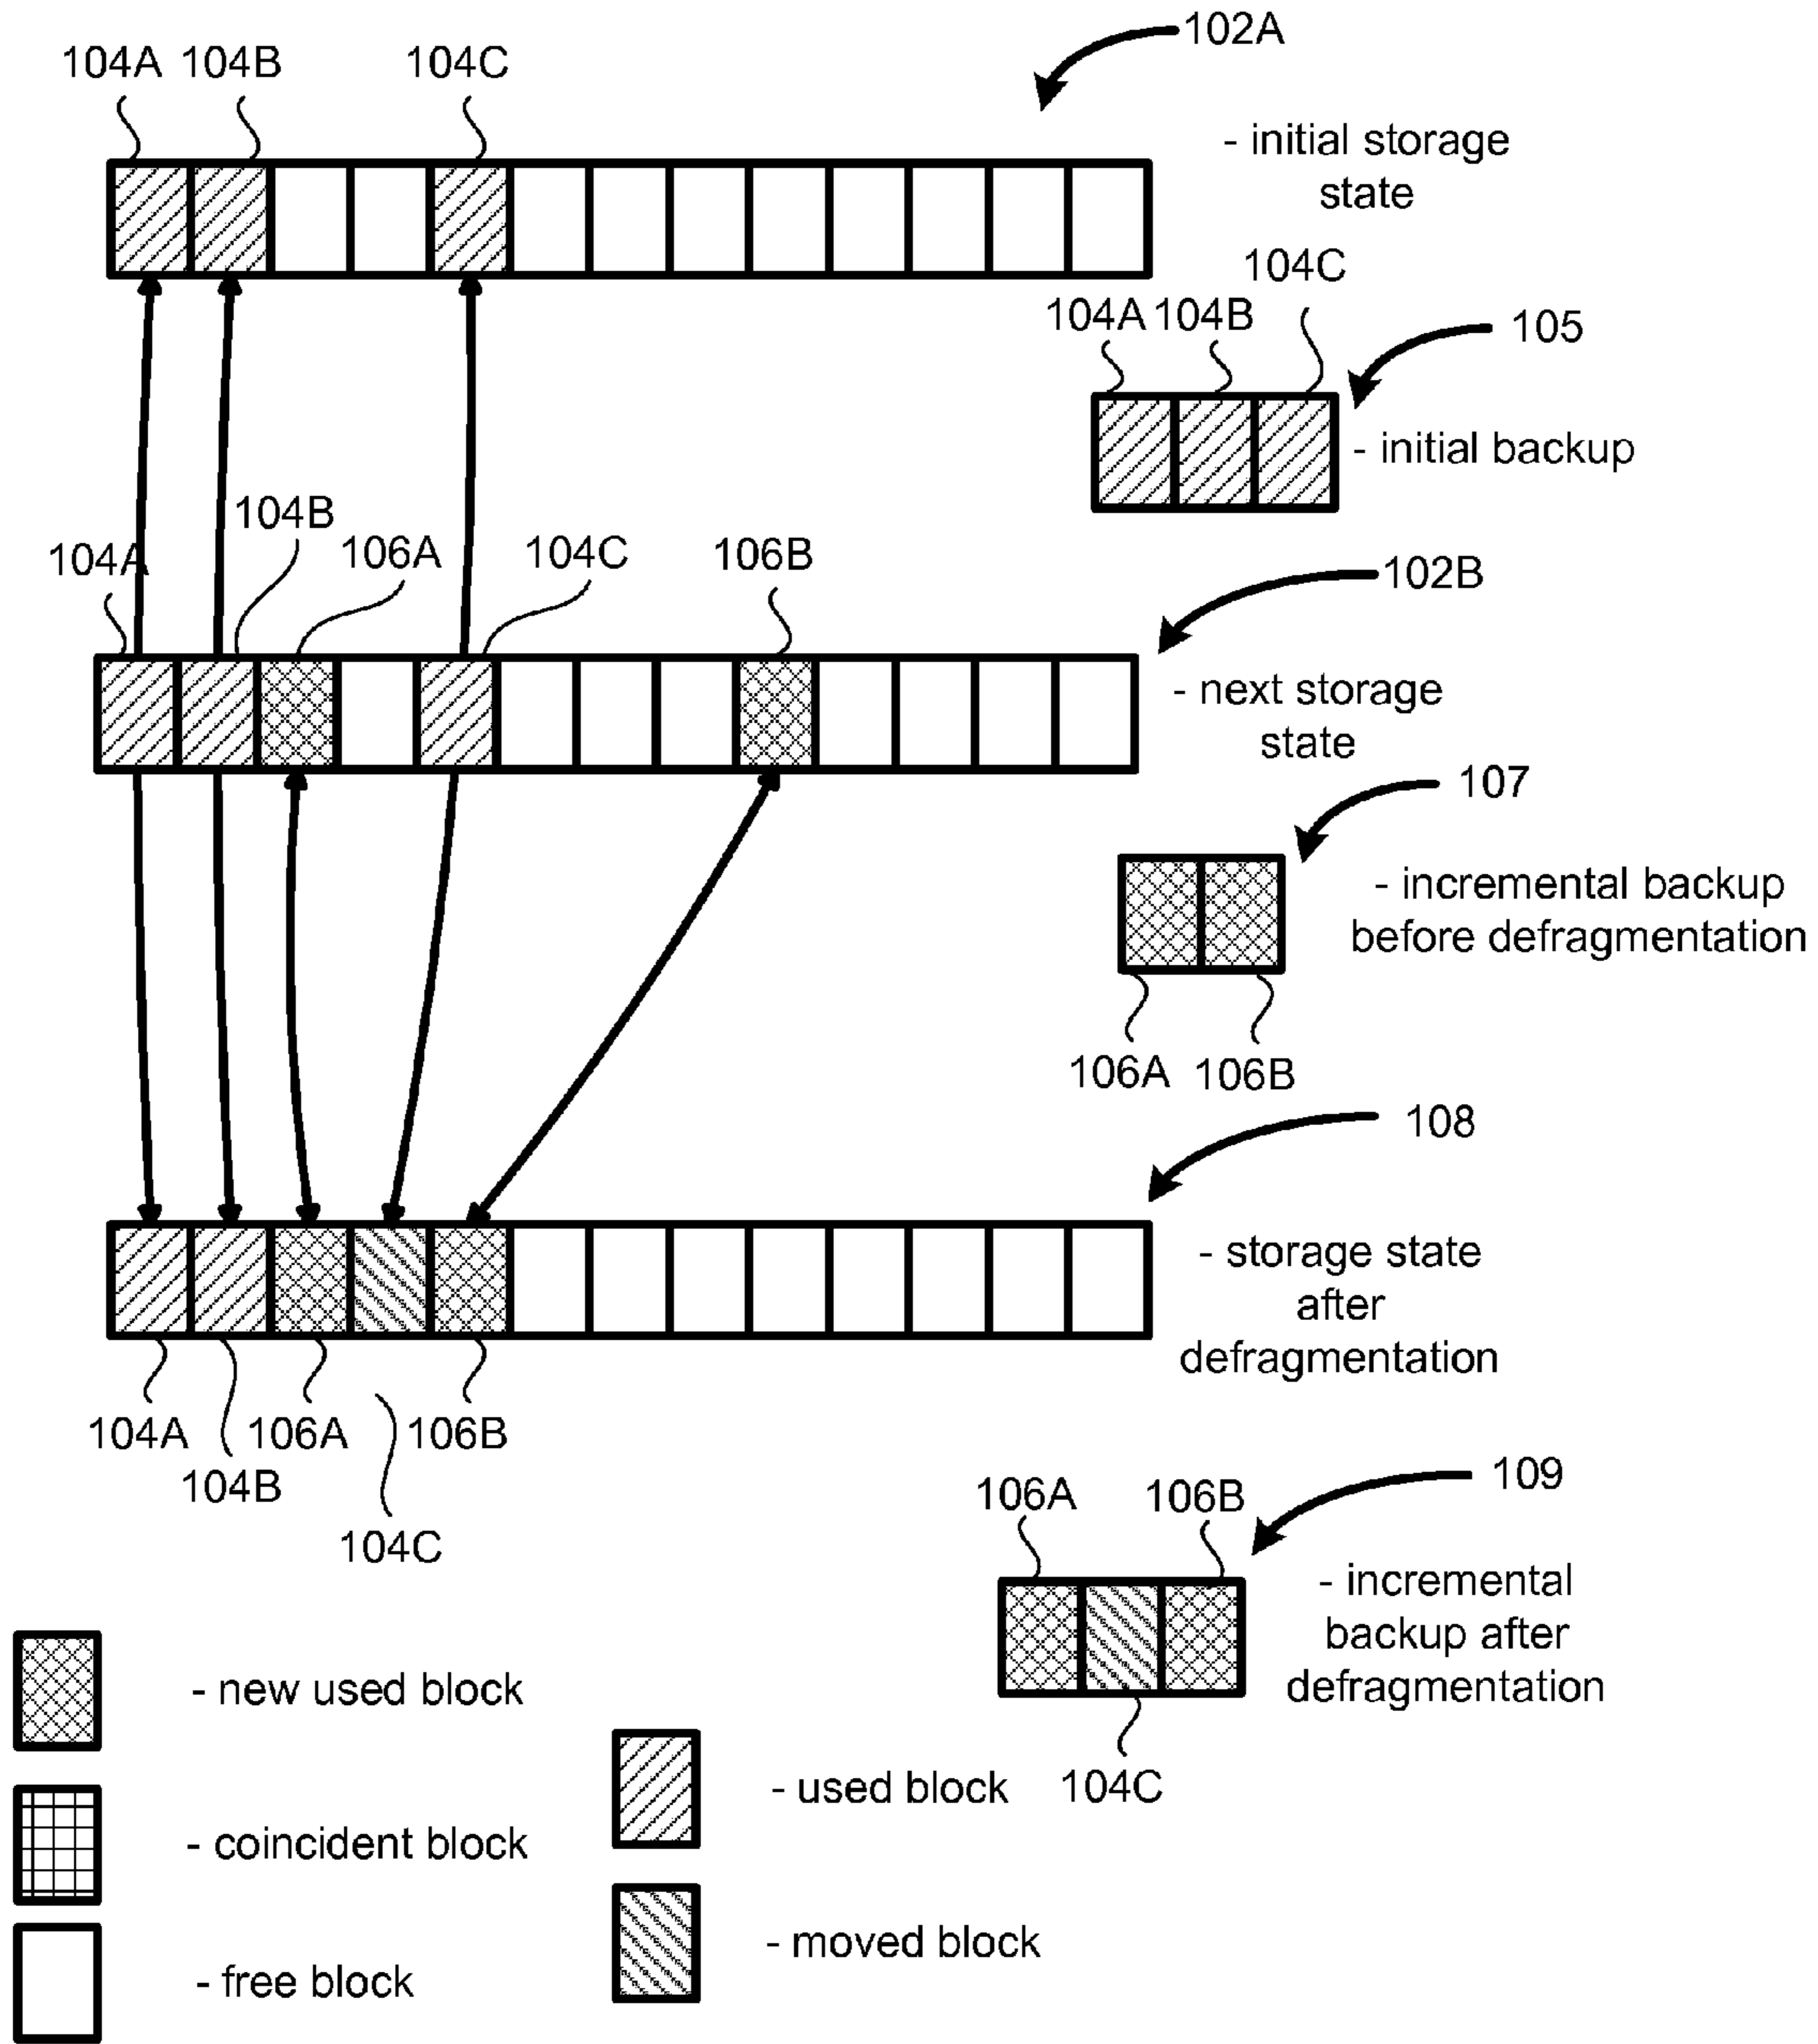 102A
104A 104B 104C
- initial storage
state
104C
104A 104B
105
- initial backup
104B
104A 106A 104C 106B
102B
- next storage
state
107
- incremental backup
before defragmentation
106A 106B
108
- storage state
after
defragmentation
104A 106A 106B
104B
104C
109
106A 106B
- incremental
backup after
defragmentation
104C
- new used block
- used block
- coincident block
- moved block
- free block